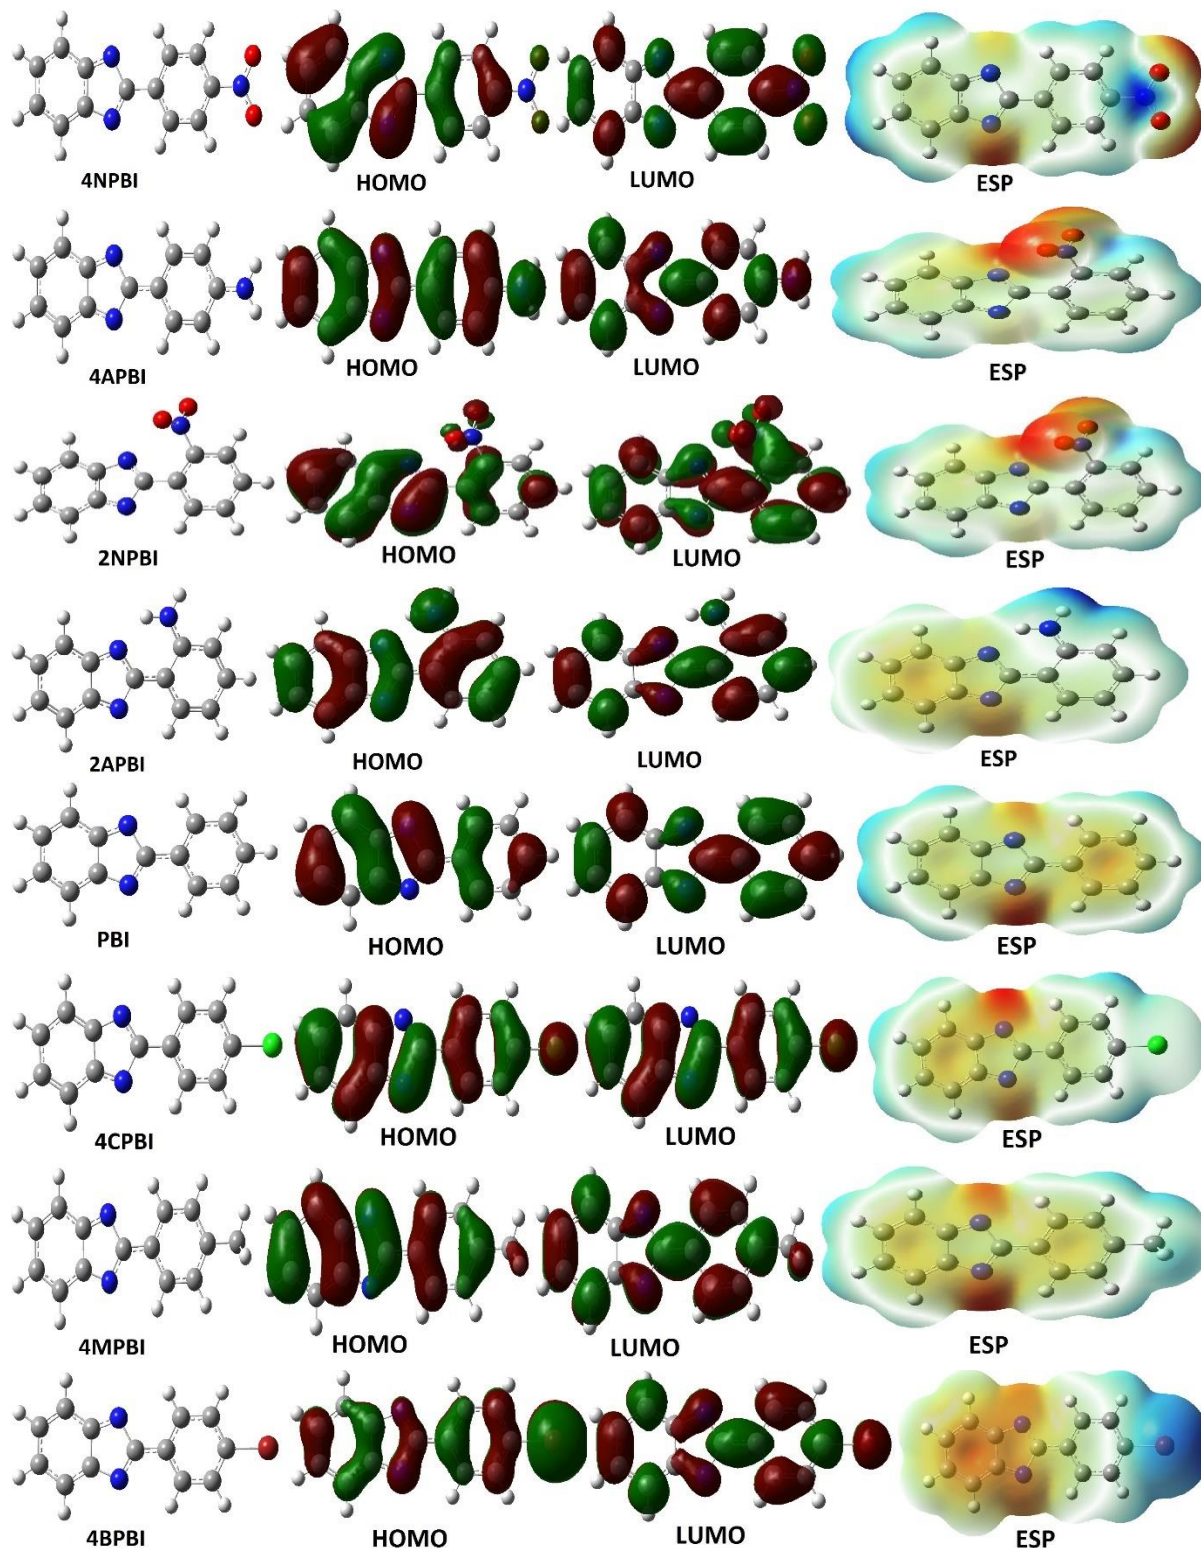 4NPBI HOMO LUMO ESP
4APBI HOMO LUMO ESP
2NPBI HOMO LUMO ESP
2APBI HOMO LUMO ESP
PBI HOMO LUMO ESP
4CPBI HOMO LUMO ESP
4MPBI HOMO LUMO ESP
4BPBI HOMO LUMO ESP